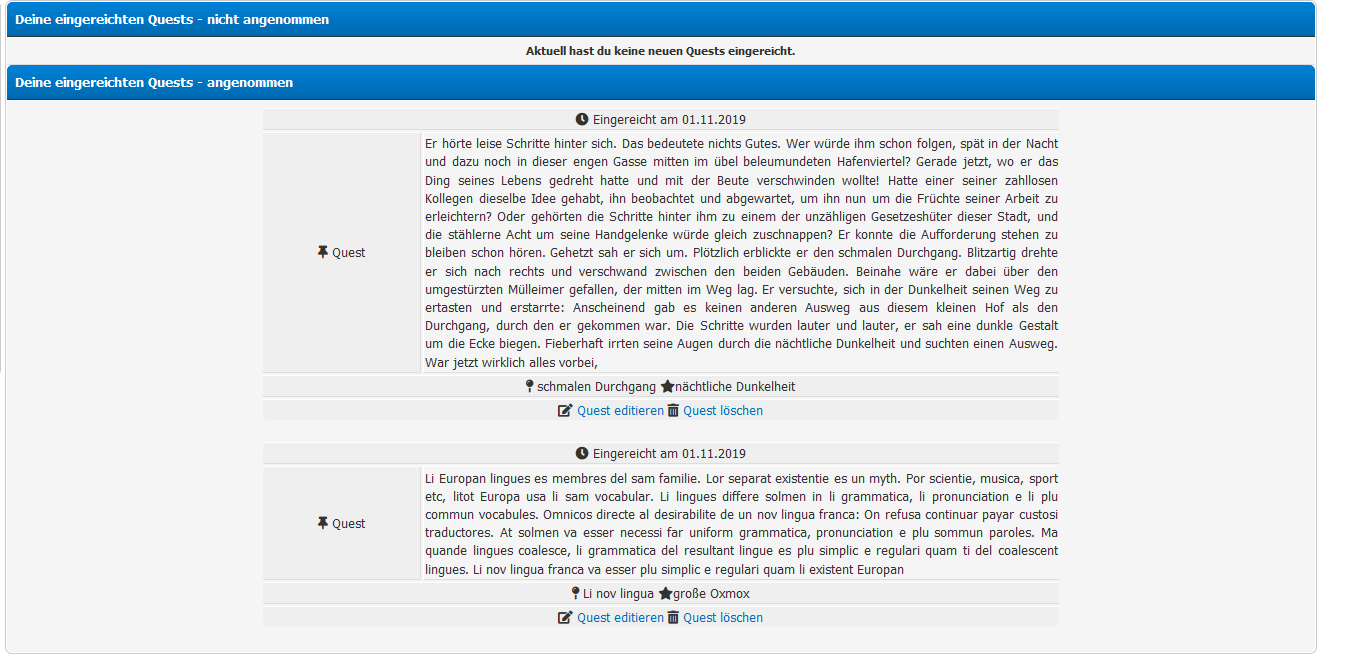 Deine eingereichten Quests - nicht angenommen
Aktuell hast du keine neuen Quests eingereicht.
Deine eingereichten Quests - angenommen
Eingereicht am 01.11.2019
Er hörte leise Schritte hinter sich. Das bedeutete nichts Gutes. Wer würde ihm schon folgen, spät in der Nacht
und dazu noch in dieser engen Gasse mitten im übel beleumundeten Hafenviertel? Gerade jetzt, wo er das
Ding seines Lebens gedreht hatte und mit der Beute verschwinden wollte! Hatte einer seiner zahllosen
Kollegen dieselbe Idee gehabt, ihn beobachtet und abgewartet, um ihn nun um die Früchte seiner Arbeit zu
erleichtern? Oder gehörten die Schritte hinter ihm zu einem der unzähligen Gesetzeshüter dieser Stadt, und
die stählerne Acht um seine Handgelenke würde gleich zuschnappen? Er konnte die Aufforderung stehen zu
Quest
bleiben schon hören. Gehetzt sah er sich um. Plötzlich erblickte er den schmalen Durchgang. Blitzartig drehte
er sich nach rechts und verschwand zwischen den beiden Gebäuden. Beinahe wäre er dabei über den
umgestürzten Mülleimer gefallen, der mitten im Weg lag. Er versuchte, sich in der Dunkelheit seinen Weg zu
ertasten und erstarrte: Anscheinend gab es keinen anderen Ausweg aus diesem kleinen Hof als den
Durchgang, durch den er gekommen war. Die Schritte wurden lauter und lauter, er sah eine dunkle Gestalt
um die Ecke biegen. Fieberhaft irrten seine Augen durch die nächtliche Dunkelheit und suchten einen Ausweg.
War jetzt wirklich alles vorbei,
schmalen Durchgang nächtliche Dunkelheit
Quest editieren Quest löschen
Eingereicht am 01.11.2019
Li Europan lingues es membres del sam familie. Lor separat existentie es un myth. Por scientie, musica, sport
etc, litot Europa usa li sam vocabular. Li lingues differe solmen in li grammatica, li pronunciation e li plu
commun vocabules. Omnicos directe al desirabilite de un nov lingua franca: On refusa continuar payar custosi
Quest
traductores. At solmen va esser necessi far uniform grammatica, pronunciation e plu sommun paroles. Ma
quande lingues coalesce, li grammatica del resultant lingue es plu simplic e regulari quam ti del coalescent
lingues. Li nov lingua franca va esser plu simplic e regulari quam li existent Europan
Li nov lingua große Oxmox
Quest editieren Quest löschen